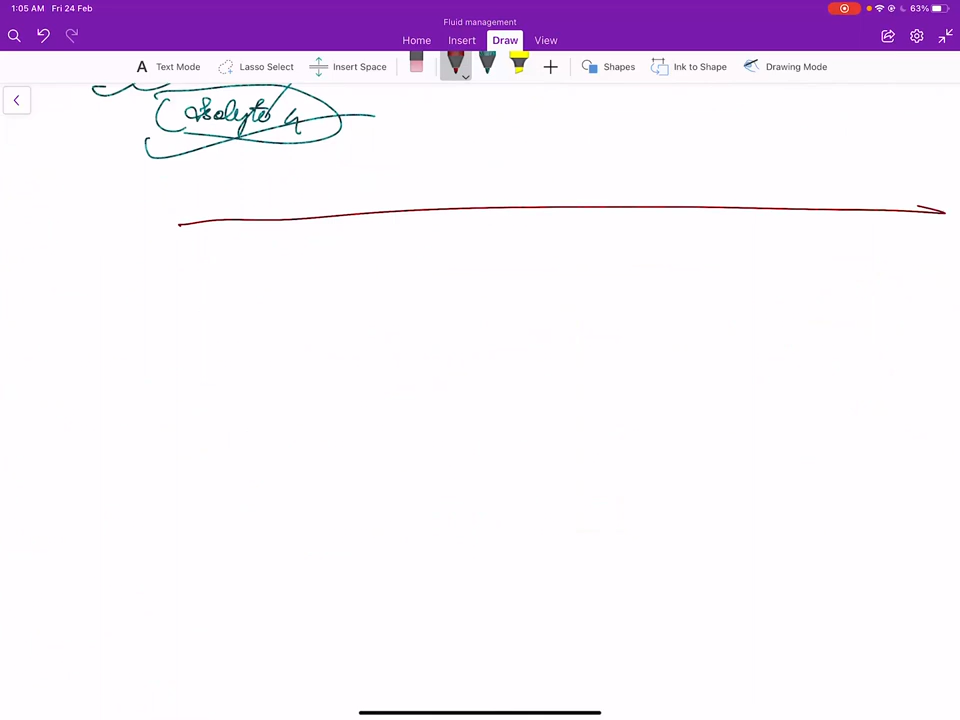 1:05 AM Fri 24 Feb
63%
Fluid management
Home Insert Draw View
Text Mode Lasso Select Insert Space Shapes Ink to Shape Drawing Mode
Isolyte